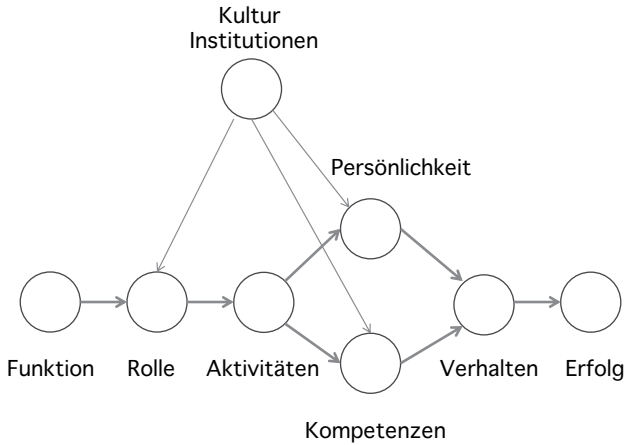 Kultur
Institutionen
Persönlichkeit
Funktion Rolle Aktivitäten Verhalten Erfolg
Kompetenzen